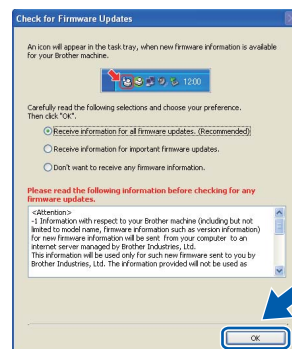 Check for Firmware Updates
An icon will appear in the task tray, when new firmware information is available
for your Brother machine.
12:00
Carefully read the following selections and choose your preference.
Then click "OK".
Receive information for all firmware updates. (Recommended)
Receive information for important firmware updates.
Don't want to receive any firmware information.
Please read the following information before checking for any
firmware updates.
<Attention>
-1 Information with respect to your Brother machine (including but not
limited to model name, firmware information such as version information)
for new firmware information will be sent from your computer to an
internet server managed by Brother Industries, Ltd.
This information will be used only for such new firmware sent to you by
Brother Industries, Ltd. The information provided will not be used as
OK